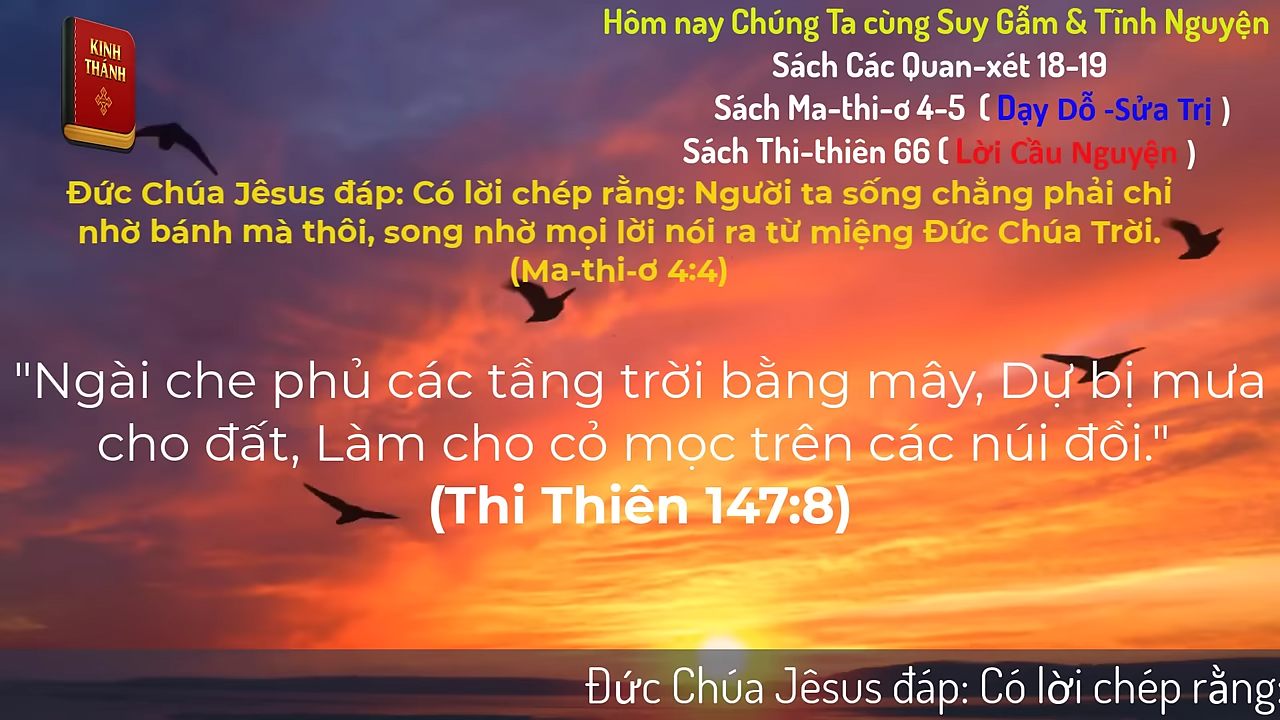 KINH
THÁNH
Hôm nay Chúng Ta cùng Suy Gẫm & Tĩnh Nguyện
Sách Các Quan-xét 18-19
Sách Ma-thi-ơ 4-5 ( Dạy Dỗ -Sửa Trị )
Sách Thi-thiên 66 ( Lời Cầu Nguyện )
Đức Chúa Jêsus đáp: Có lời chép rằng: Người ta sống chẳng phải chỉ
nhờ bánh mà thôi, song nhờ mọi lời nói ra từ miệng Đức Chúa Trời.
(Ma-thi-ơ 4:4)
"Ngài che phủ các tầng trời bằng mây, Dự bị mưa
cho đất, Làm cho cỏ mọc trên các núi đồi."
(Thi Thiên 147:8)
Đức Chúa Jêsus đáp: Có lời chép rằng: